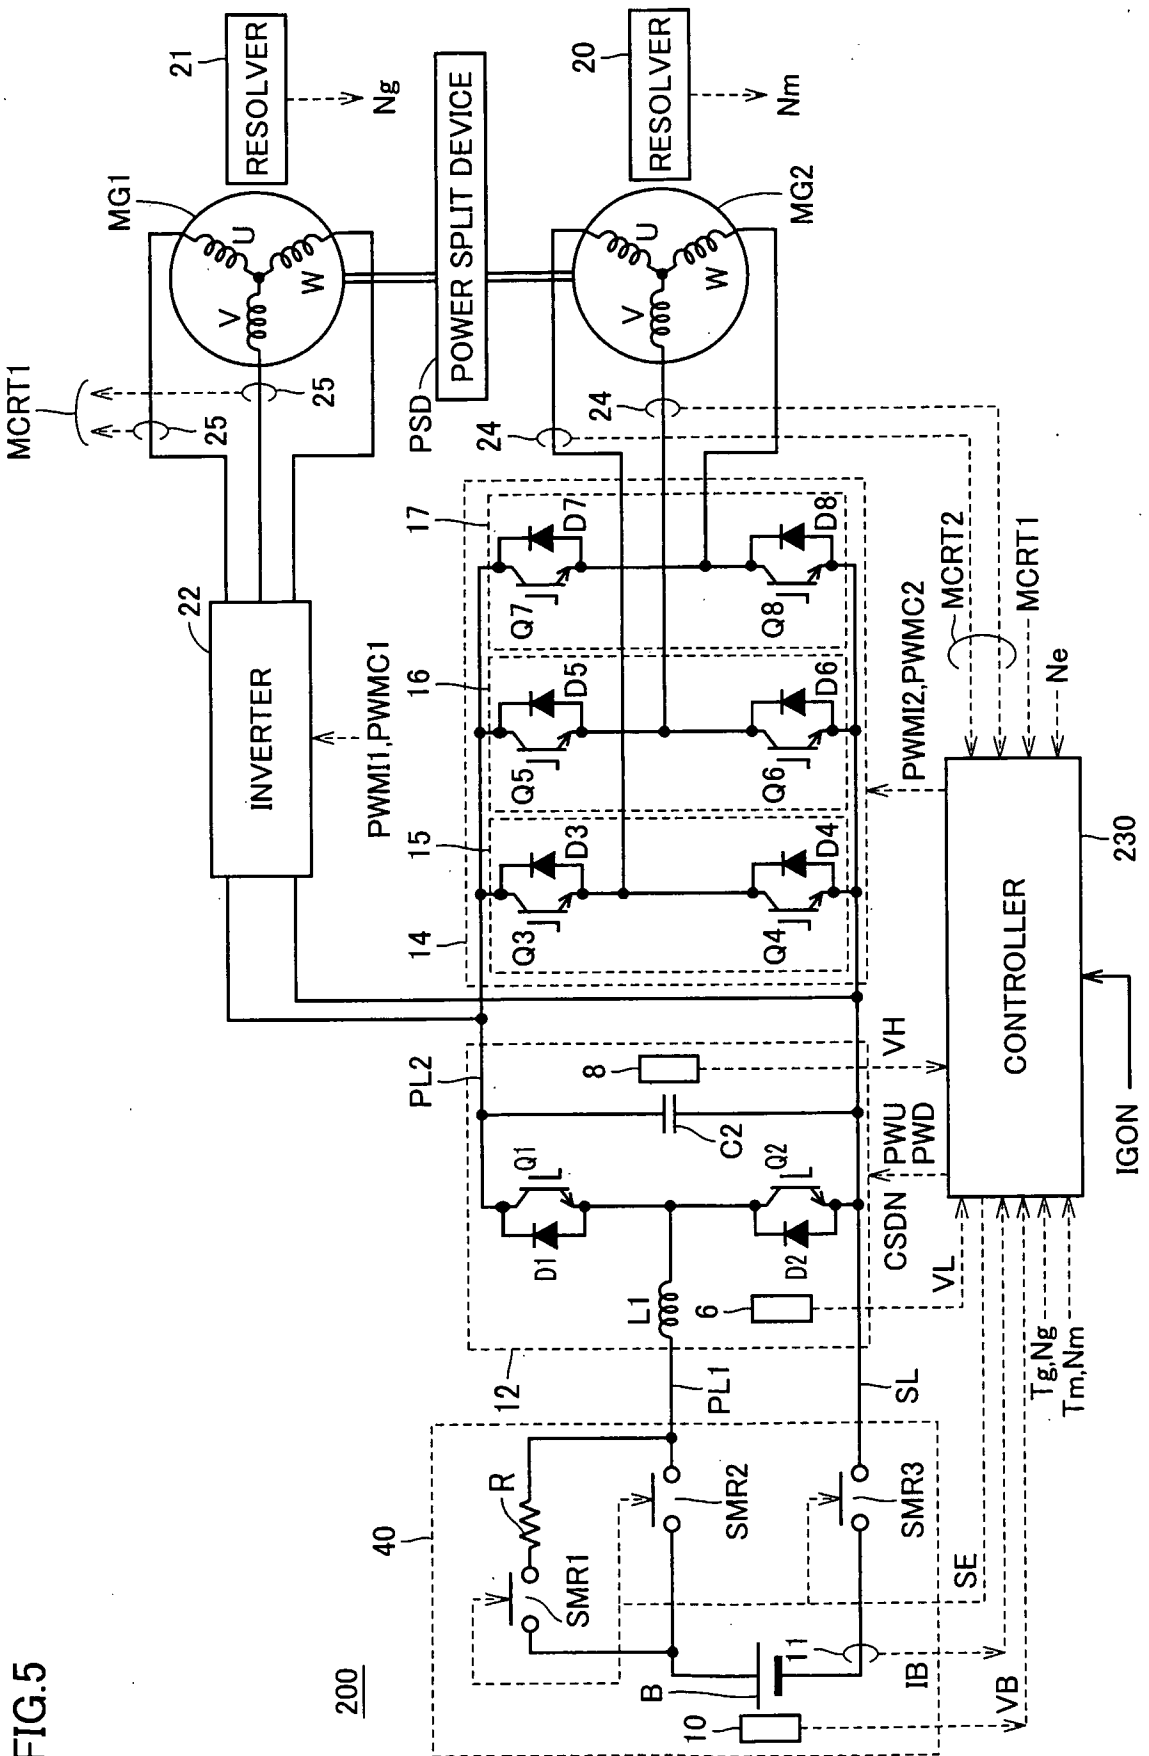 FIG.5
200
40
SMR1
R
SMR2
SMR3
B
10
11
IB
VB
SE
12
PL1
SL
L1
6
D1
Q1
D2
Q2
C2
8
PL2
VH
VL
CSDN
PWU
PWD
Tg,Ng
Tm,Nm
IGON
CONTROLLER
230
14
15
16
17
Q3
D3
Q4
D4
Q5
D5
Q6
D6
Q7
D7
Q8
D8
PWMI2,PWMC2
MCRT2
MCRT1
Ne
INVERTER
22
PWMI1,PWMC1
MCRT1
25
25
24
24
MG1
U
V
W
RESOLVER
21
Ng
PSD
POWER SPLIT DEVICE
MG2
U
V
W
RESOLVER
20
Nm